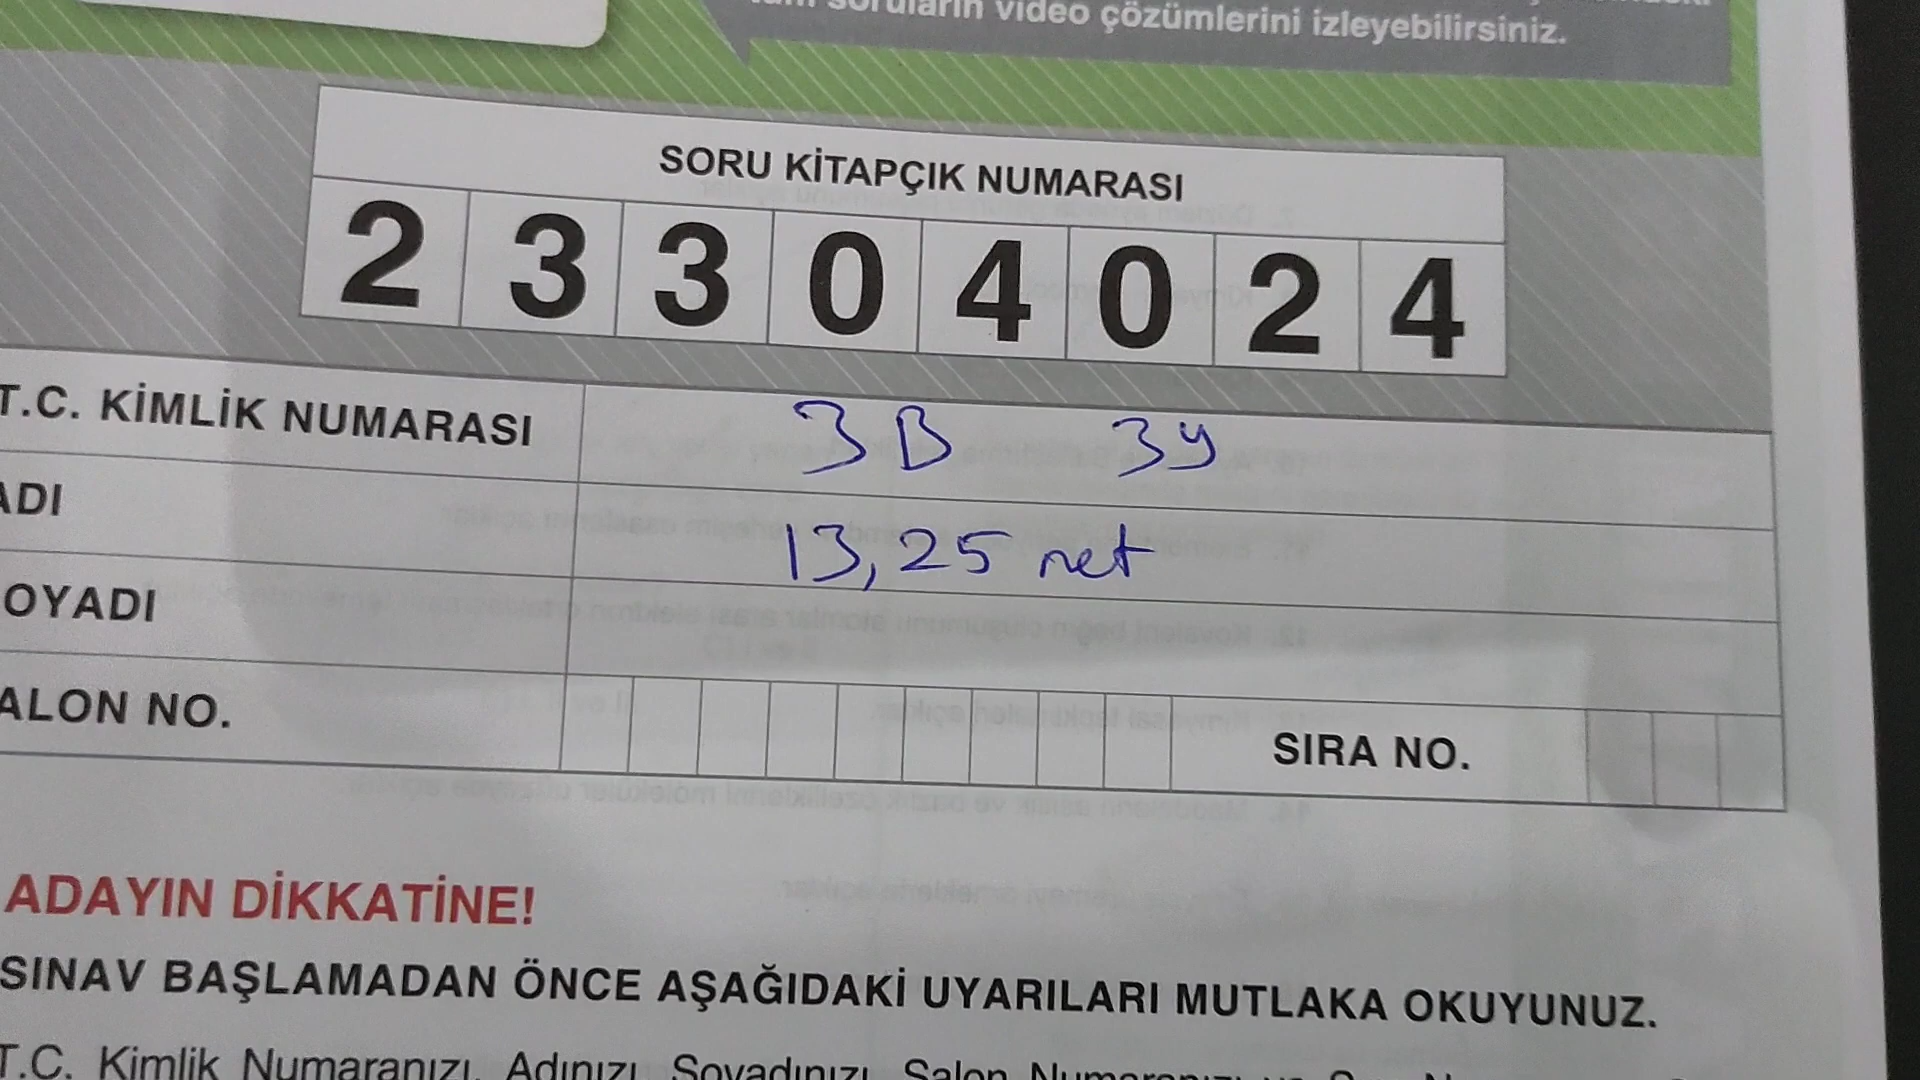 soruların video çözümlerini izleyebilirsiniz.
SORU KİTAPÇIK NUMARASI
2 3 3 0 4 0 2 4
T.C. KİMLİK NUMARASI 3B 3y
ADI 13,25 net
OYADI
ALON NO. SIRA NO.
ADAYIN DİKKATİNE!
SINAV BAŞLAMADAN ÖNCE AŞAĞIDAKİ UYARILARI MUTLAKA OKUYUNUZ.
T.C. Kimlik Numaranızı, Adınızı, Soyadınızı, Salon